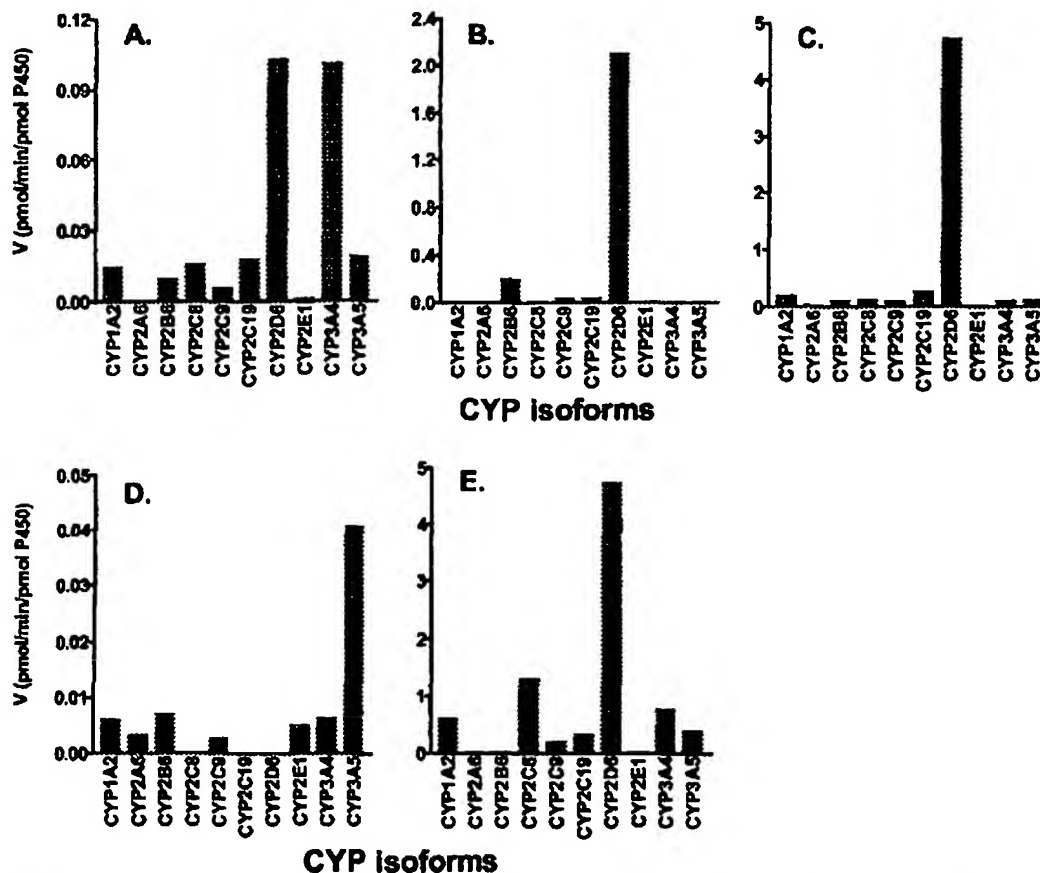 A.
V (pmol/min/pmol P450)
0.12
0.09
0.06
0.03
0.00
CYP1A2
CYP2A6
CYP2B6
CYP2C8
CYP2C9
CYP2C19
CYP2D6
CYP2E1
CYP3A4
CYP3A5
B.
2.4
2.1
1.8
1.2
0.6
0.0
CYP1A2
CYP2A6
CYP2B6
CYP2C8
CYP2C9
CYP2C19
CYP2D6
CYP2E1
CYP3A4
CYP3A5
C.
5
4
3
2
1
0
CYP1A2
CYP2A6
CYP2B6
CYP2C8
CYP2C9
CYP2C19
CYP2D6
CYP2E1
CYP3A4
CYP3A5
CYP isoforms
D.
V (pmol/min/pmol P450)
0.05
0.04
0.03
0.02
0.01
0.00
CYP1A2
CYP2A6
CYP2B6
CYP2C8
CYP2C9
CYP2C19
CYP2D6
CYP2E1
CYP3A4
CYP3A5
E.
5
4
3
2
1
0
CYP1A2
CYP2A6
CYP2B6
CYP2C8
CYP2C9
CYP2C19
CYP2D6
CYP2E1
CYP3A4
CYP3A5
CYP isoforms